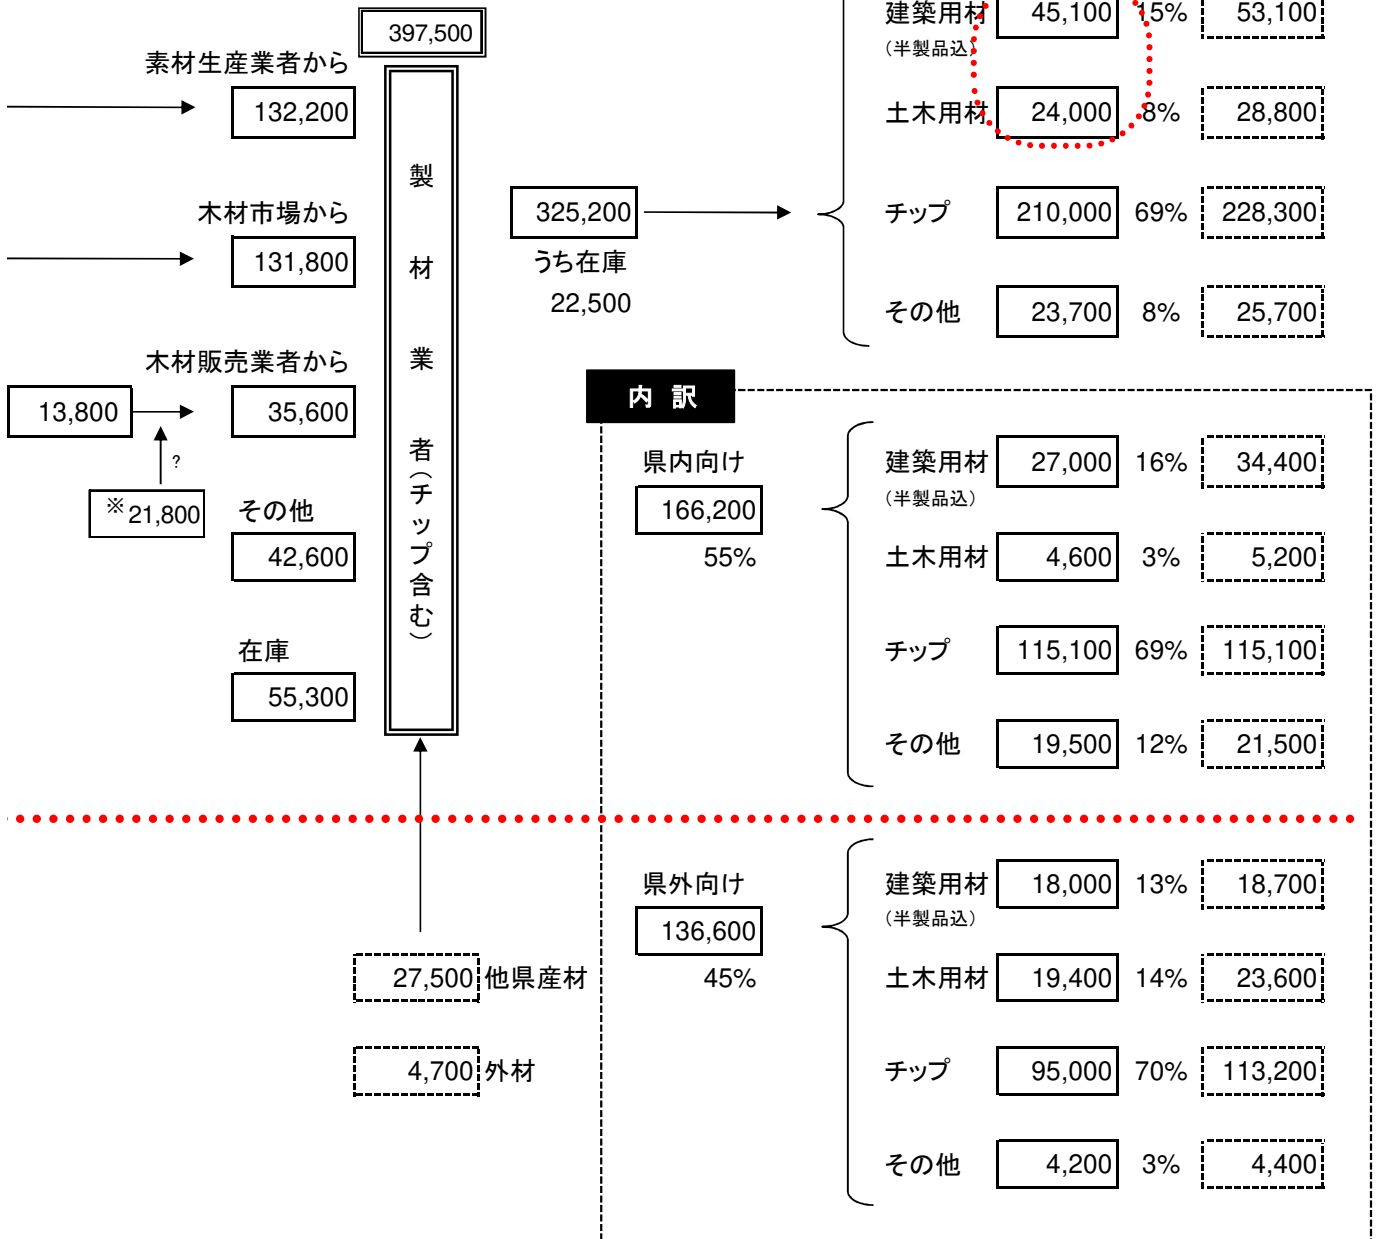 397,500
素材生産業者から
132,200
木材市場から
131,800
木材販売業者から
13,800
35,600
?
※21,800
その他
42,600
在庫
55,300
製材業者(チップ含む)
27,500 他県産材
4,700 外材
325,200
うち在庫
22,500
建築用材 45,100 15% 53,100
(半製品込)
土木用材 24,000 8% 28,800
チップ 210,000 69% 228,300
その他 23,700 8% 25,700
内 訳
県内向け
166,200
55%
建築用材 27,000 16% 34,400
(半製品込)
土木用材 4,600 3% 5,200
チップ 115,100 69% 115,100
その他 19,500 12% 21,500
県外向け
136,600
45%
建築用材 18,000 13% 18,700
(半製品込)
土木用材 19,400 14% 23,600
チップ 95,000 70% 113,200
その他 4,200 3% 4,400